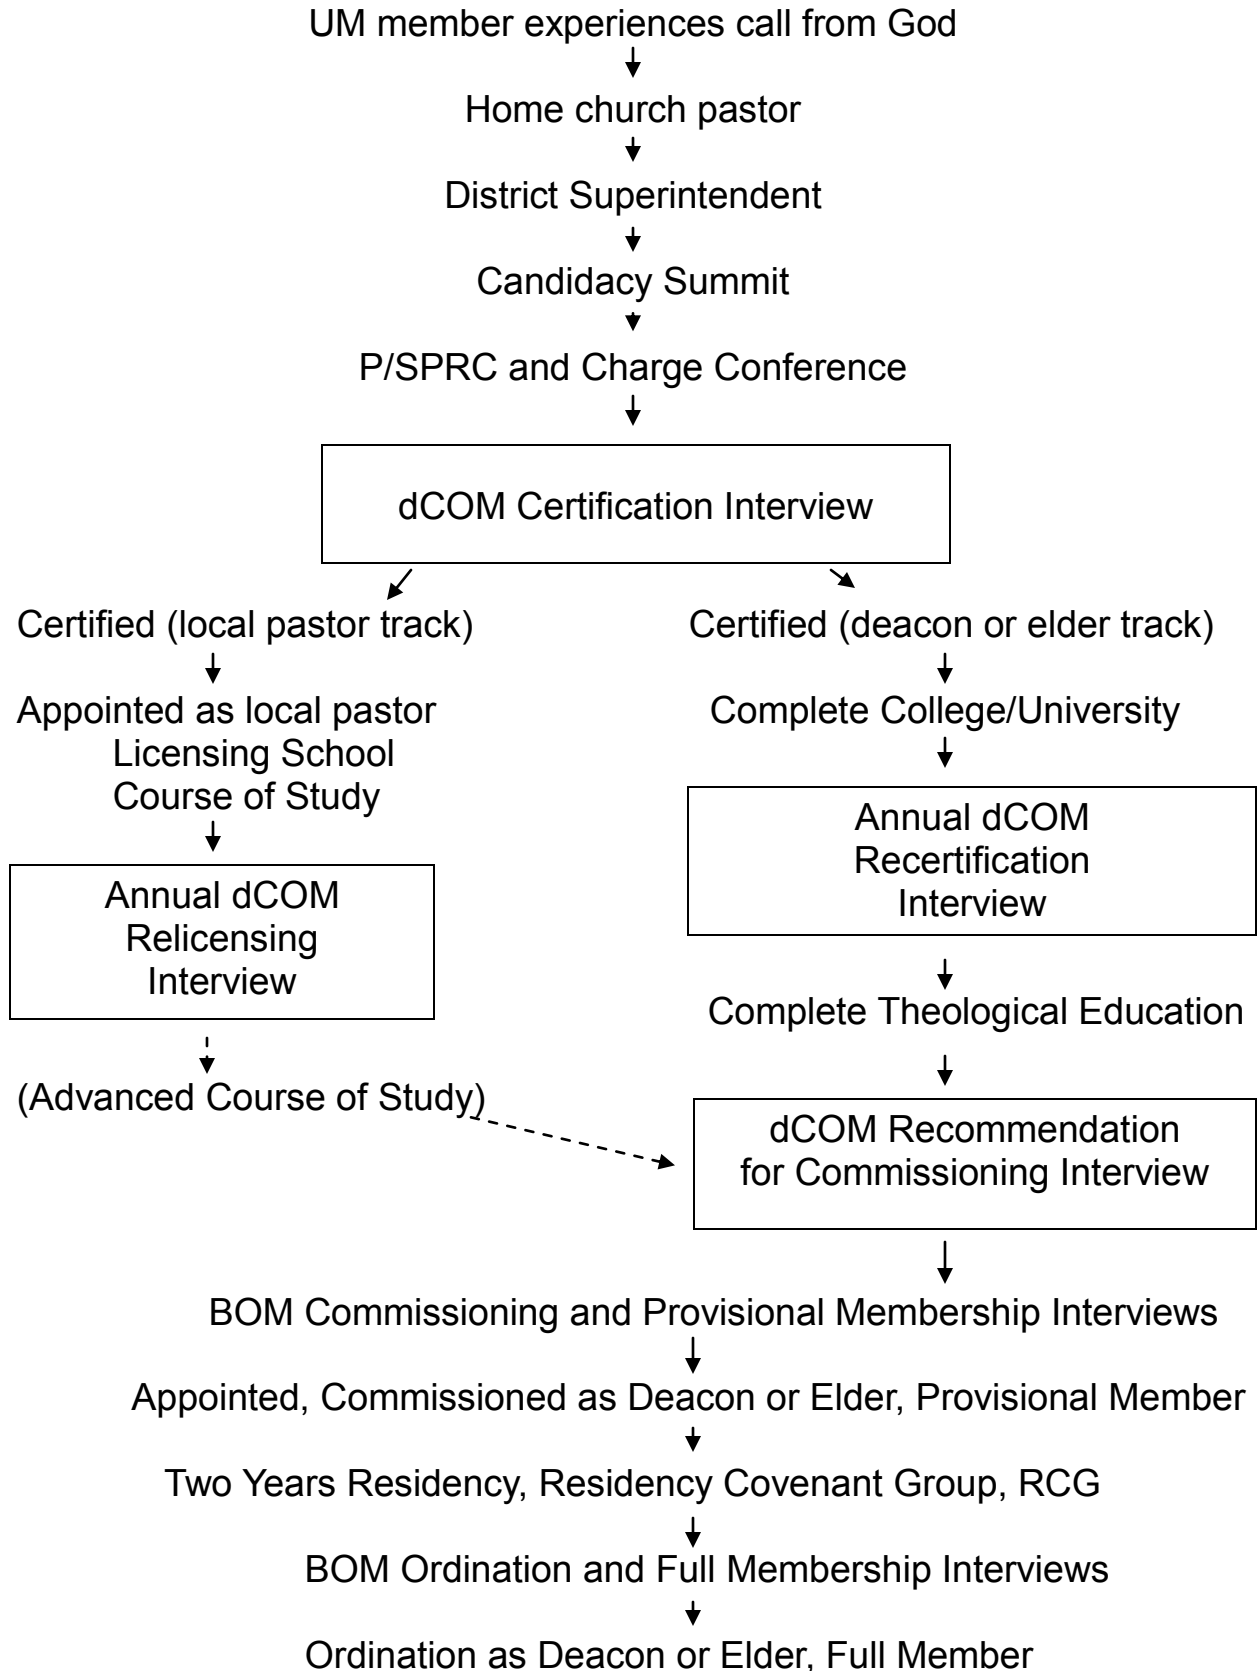 UM member experiences call from God
Home church pastor
District Superintendent
Candidacy Summit
P/SPRC and Charge Conference
dCOM Certification Interview
Certified (local pastor track)
Appointed as local pastor
Licensing School
Course of Study
Annual dCOM
Relicensing
Interview
(Advanced Course of Study)
Certified (deacon or elder track)
Complete College/University
Annual dCOM
Recertification
Interview
Complete Theological Education
dCOM Recommendation
for Commissioning Interview
BOM Commissioning and Provisional Membership Interviews
Appointed, Commissioned as Deacon or Elder, Provisional Member
Two Years Residency, Residency Covenant Group, RCG
BOM Ordination and Full Membership Interviews
Ordination as Deacon or Elder, Full Member